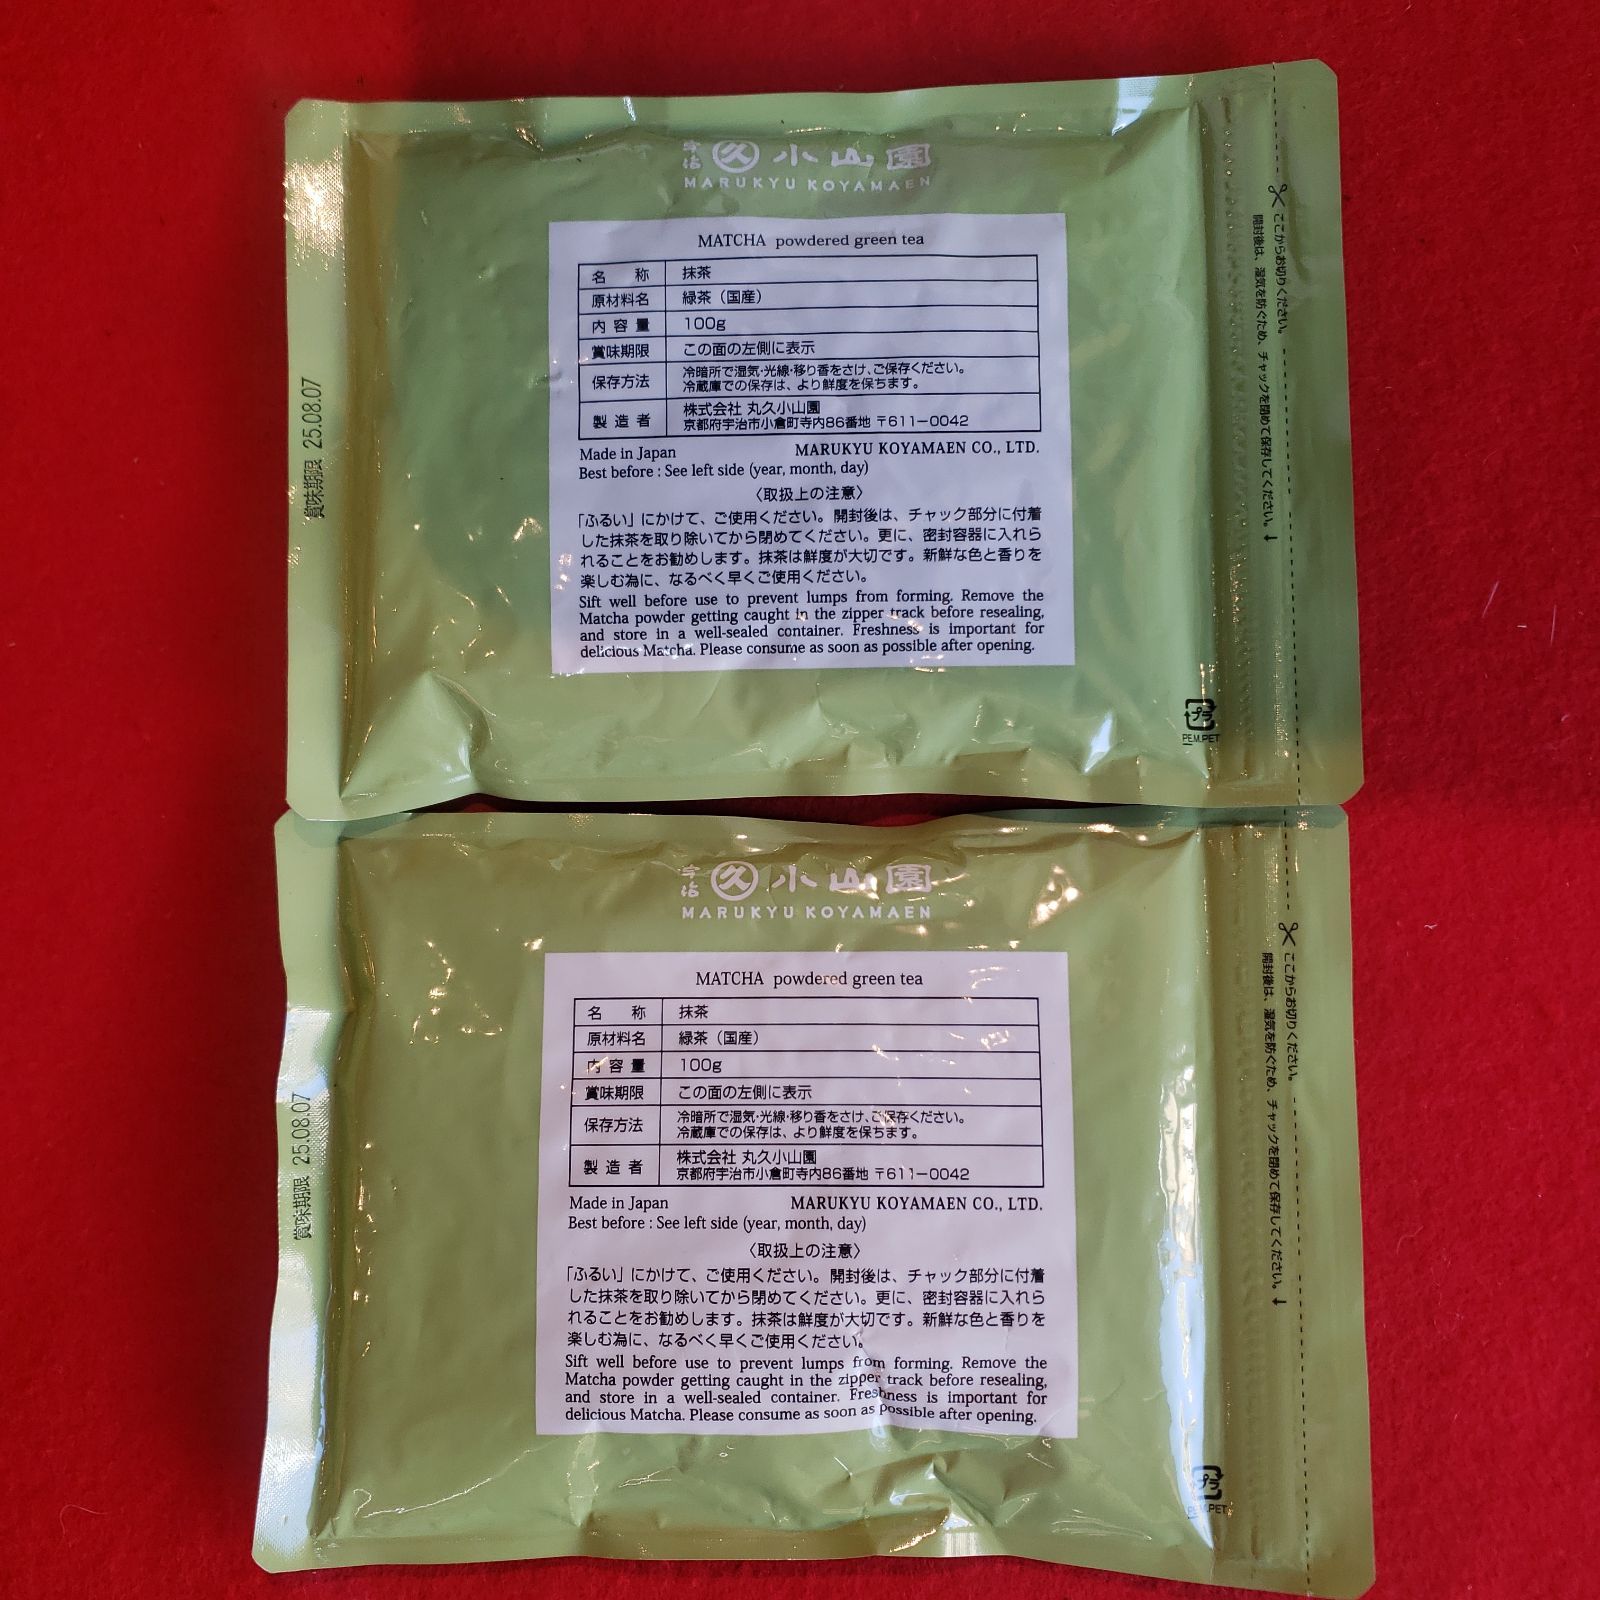 宇治 久 小山園
MARUKYU KOYAMAEN
MATCHA powdered green tea
名称 抹茶
原材料名 緑茶（国産）
内容量 100g
賞味期限 この面の左側に表示
保存方法 冷暗所で湿気・光線・移り香をさけ、ご保存ください。
冷蔵庫での保存は、より鮮度を保ちます。
製造者 株式会社 丸久小山園
京都府宇治市小倉町寺内86番地 〒611-0042
Made in Japan MARUKYU KOYAMAEN CO., LTD.
Best before : See left side (year, month, day)
〈取扱上の注意〉
「ふるい」にかけて、ご使用ください。開封後は、チャック部分に付着
した抹茶を取り除いてから閉めてください。更に、密封容器に入れら
れることをお勧めします。抹茶は鮮度が大切です。新鮮な色と香りを
楽しむ為に、なるべく早くご使用ください。
Sift well before use to prevent lumps from forming. Remove the
Matcha powder getting caught in the zipper track before resealing,
and store in a well-sealed container. Freshness is important for
delicious Matcha. Please consume as soon as possible after opening.
賞味期限 25.08.07
ここからお切りください。
開封後は、湿気を防ぐため、チャックを閉めて保存してください。
プラ
PE,M,PET
宇治 久 小山園
MARUKYU KOYAMAEN
MATCHA powdered green tea
名称 抹茶
原材料名 緑茶（国産）
内容量 100g
賞味期限 この面の左側に表示
保存方法 冷暗所で湿気・光線・移り香をさけ、ご保存ください。
冷蔵庫での保存は、より鮮度を保ちます。
製造者 株式会社 丸久小山園
京都府宇治市小倉町寺内86番地 〒611-0042
Made in Japan MARUKYU KOYAMAEN CO., LTD.
Best before : See left side (year, month, day)
〈取扱上の注意〉
「ふるい」にかけて、ご使用ください。開封後は、チャック部分に付着
した抹茶を取り除いてから閉めてください。更に、密封容器に入れら
れることをお勧めします。抹茶は鮮度が大切です。新鮮な色と香りを
楽しむ為に、なるべく早くご使用ください。
Sift well before use to prevent lumps from forming. Remove the
Matcha powder getting caught in the zipper track before resealing,
and store in a well-sealed container. Freshness is important for
delicious Matcha. Please consume as soon as possible after opening.
賞味期限 25.08.07
ここからお切りください。
開封後は、湿気を防ぐため、チャックを閉めて保存してください。
プラ
PE,M,PET